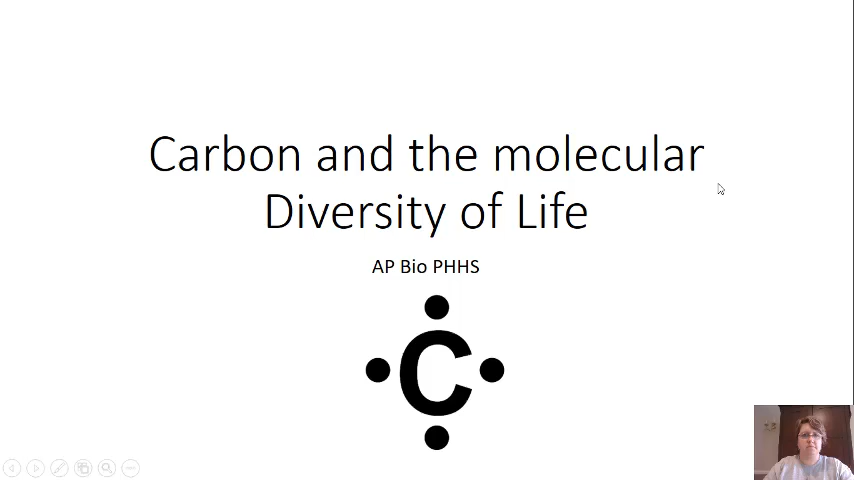 Carbon and the molecular
Diversity of Life
AP Bio PHHS
C